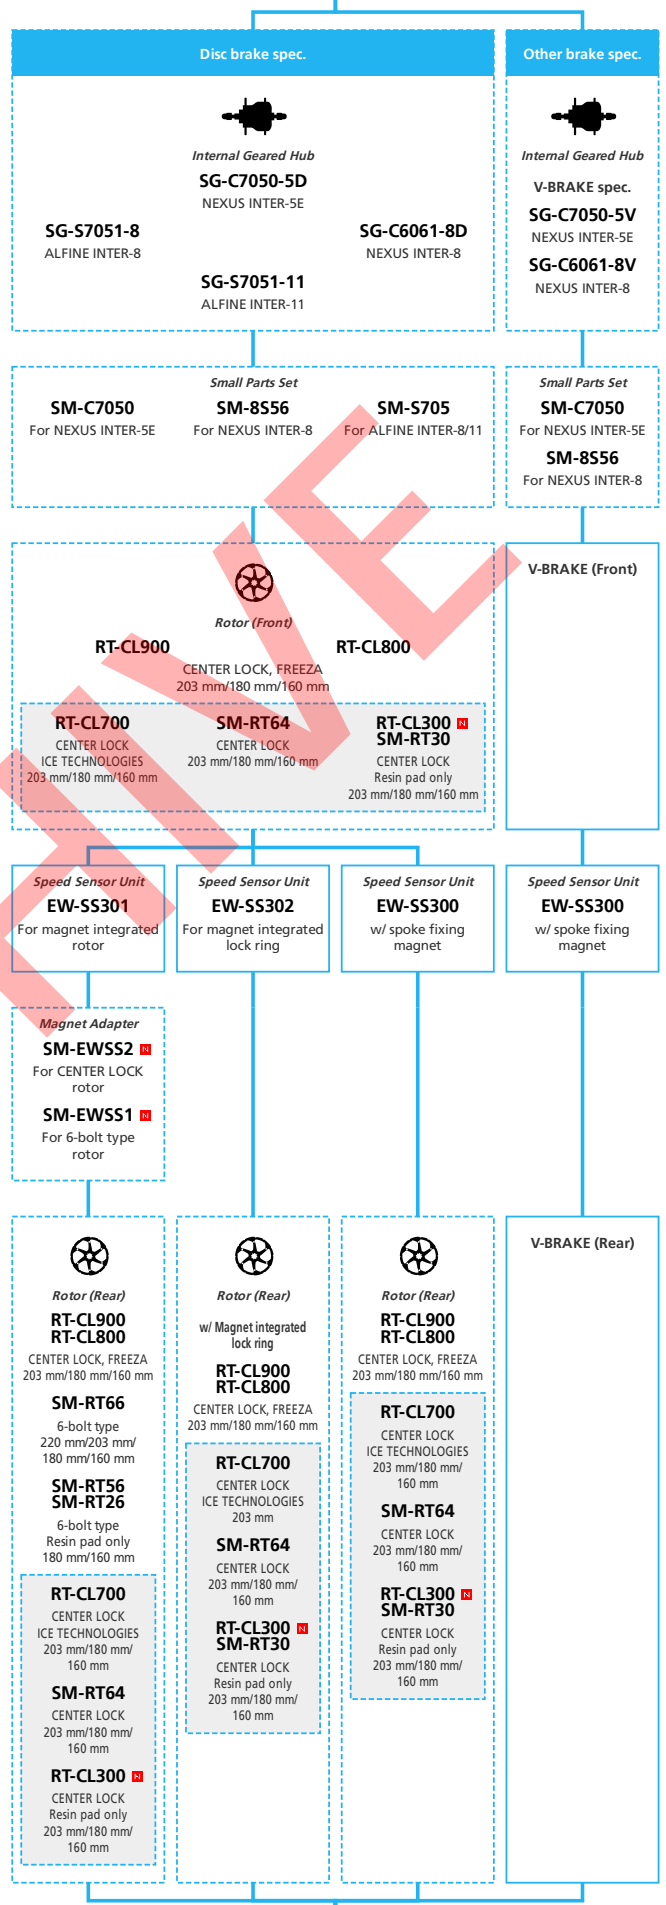 Disc brake spec.
Internal Geared Hub
SG-C7050-5D
NEXUS INTER-5E
SG-S7051-8
ALFINE INTER-8
SG-C6061-8D
NEXUS INTER-8
SG-S7051-11
ALFINE INTER-11
Other brake spec.
Internal Geared Hub
V-BRAKE spec.
SG-C7050-5V
NEXUS INTER-5E
SG-C6061-8V
NEXUS INTER-8
Small Parts Set
SM-C7050
For NEXUS INTER-5E
SM-8S56
For NEXUS INTER-8
SM-S705
For ALFINE INTER-8/11
Small Parts Set
SM-C7050
For NEXUS INTER-5E
SM-8S56
For NEXUS INTER-8
Rotor (Front)
RT-CL900
RT-CL800
CENTER LOCK, FREEZA
203 mm/180 mm/160 mm
RT-CL700
CENTER LOCK
ICE TECHNOLOGIES
203 mm/180 mm/160 mm
SM-RT64
CENTER LOCK
203 mm/180 mm/160 mm
RT-CL300 N
SM-RT30
CENTER LOCK
Resin pad only
203 mm/180 mm/160 mm
V-BRAKE (Front)
Speed Sensor Unit
EW-SS301
For magnet integrated
rotor
Speed Sensor Unit
EW-SS302
For magnet integrated
lock ring
Speed Sensor Unit
EW-SS300
w/ spoke fixing
magnet
Speed Sensor Unit
EW-SS300
w/ spoke fixing
magnet
Magnet Adapter
SM-EWSS2 N
For CENTER LOCK
rotor
SM-EWSS1 N
For 6-bolt type
rotor
Rotor (Rear)
RT-CL900
RT-CL800
CENTER LOCK, FREEZA
203 mm/180 mm/160 mm
SM-RT66
6-bolt type
220 mm/203 mm/
180 mm/160 mm
SM-RT56
SM-RT26
6-bolt type
Resin pad only
180 mm/160 mm
RT-CL700
CENTER LOCK
ICE TECHNOLOGIES
203 mm/180 mm/
160 mm
SM-RT64
CENTER LOCK
203 mm/180 mm/
160 mm
RT-CL300 N
CENTER LOCK
Resin pad only
203 mm/180 mm/
160 mm
Rotor (Rear)
w/ Magnet integrated
lock ring
RT-CL900
RT-CL800
CENTER LOCK, FREEZA
203 mm/180 mm/160 mm
RT-CL700
CENTER LOCK
ICE TECHNOLOGIES
203 mm
SM-RT64
CENTER LOCK
203 mm/180 mm/
160 mm
RT-CL300 N
SM-RT30
CENTER LOCK
Resin pad only
203 mm/180 mm/
160 mm
Rotor (Rear)
RT-CL900
RT-CL800
CENTER LOCK, FREEZA
203 mm/180 mm/160 mm
RT-CL700
CENTER LOCK
ICE TECHNOLOGIES
203 mm/180 mm/
160 mm
SM-RT64
CENTER LOCK
203 mm/180 mm/
160 mm
RT-CL300 N
SM-RT30
CENTER LOCK
Resin pad only
203 mm/180 mm/
160 mm
V-BRAKE (Rear)
HIVE